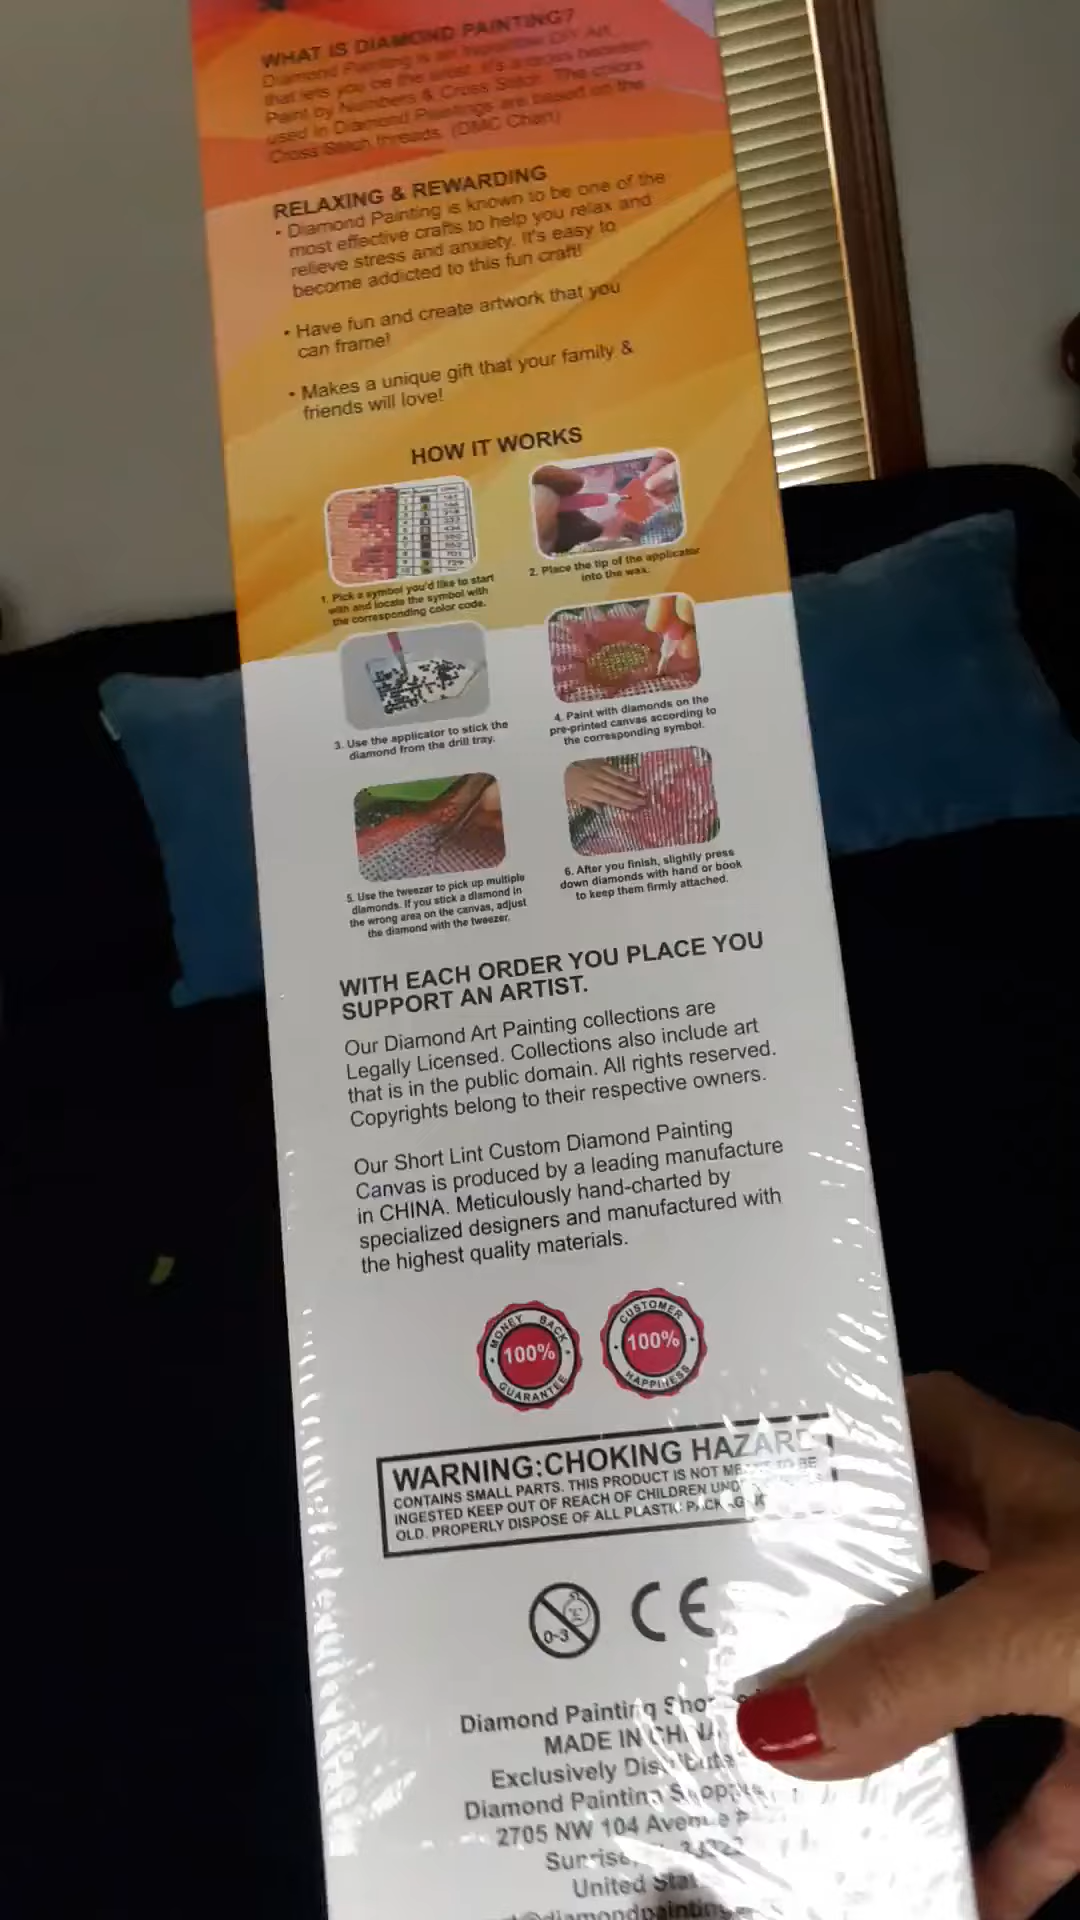 WHAT IS DIAMOND PAINTING?
Diamond Painting is an DIY Art
that lets you be the artist. It's a cross between
Paint by Numbers & Cross Stitch. The colors
used in Diamond Paintings are based on the
Cross Stitch threads. (DMC Chart)
RELAXING & REWARDING
• Diamond Painting is known to be one of the
most effective crafts to help you relax and
relieve stress and anxiety. It's easy to
become addicted to this fun craft!
• Have fun and create artwork that you
can frame!
• Makes a unique gift that your family &
friends will love!
HOW IT WORKS
1. Pick a symbol you'd like to start
with and locate the symbol with
the corresponding color code.
2. Place the tip of the applicator
into the wax.
3. Use the applicator to stick the
diamond from the drill tray.
4. Paint with diamonds on the
pre-printed canvas according to
the corresponding symbol.
5. Use the tweezer to pick up multiple
diamonds. If you stick a diamond in
the wrong area on the canvas, adjust
the diamond with the tweezer.
6. After you finish, slightly press
down diamonds with hand or book
to keep them firmly attached.
WITH EACH ORDER YOU PLACE YOU
SUPPORT AN ARTIST.
Our Diamond Art Painting collections are
Legally Licensed. Collections also include art
that is in the public domain. All rights reserved.
Copyrights belong to their respective owners.
Our Short Lint Custom Diamond Painting
Canvas is produced by a leading manufacture
in CHINA. Meticulously hand-charted by
specialized designers and manufactured with
the highest quality materials.
MONEY BACK
100%
GUARANTEE
CUSTOMER
100%
HAPPINESS
WARNING:CHOKING HAZARD
CONTAINS SMALL PARTS. THIS PRODUCT IS NOT MEANT TO BE
INGESTED KEEP OUT OF REACH OF CHILDREN
OLD. PROPERLY DISPOSE OF ALL PLASTIC
0-3
CE
Diamond Painting
MADE IN CHINA
Exclusively
Diamond Painting
2705 NW 104 Avenue
Sunrise,
United